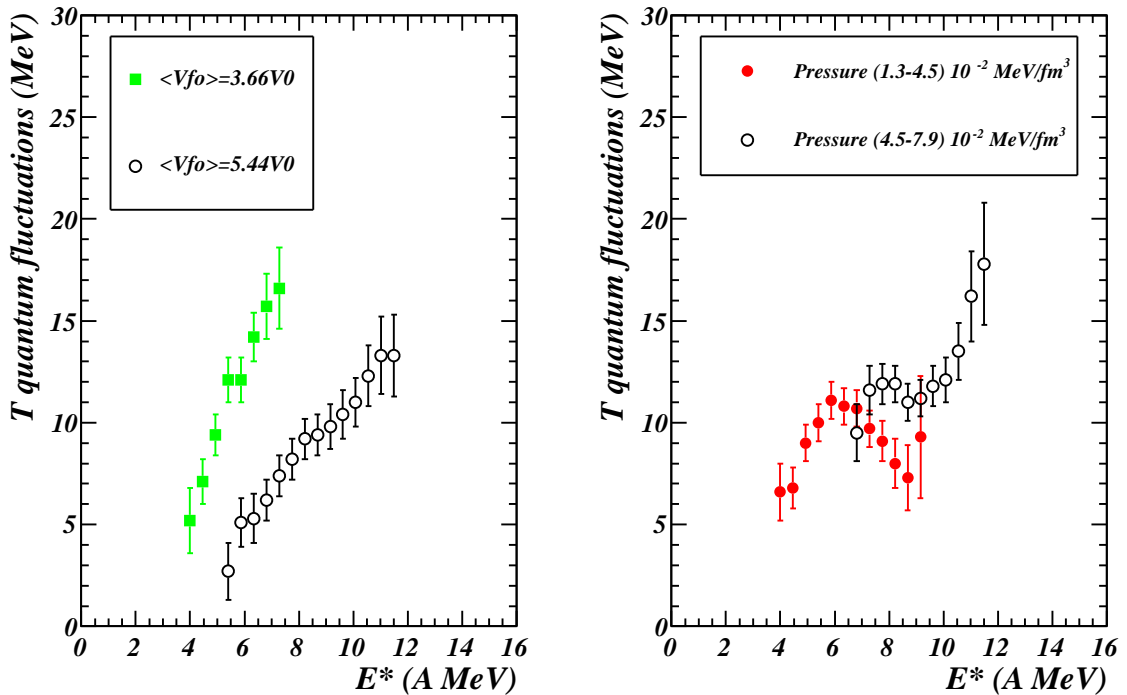 T quantum fluctuations (MeV)
30
25
20
15
10
5
0
<Vfo>=3.66V0
<Vfo>=5.44V0
0 2 4 6 8 10 12 14 16
E* (A MeV)
T quantum fluctuations (MeV)
30
25
20
15
10
5
0
Pressure (1.3-4.5) 10 -2 MeV/fm3
Pressure (4.5-7.9) 10-2 MeV/fm3
0 2 4 6 8 10 12 14 16
E* (A MeV)